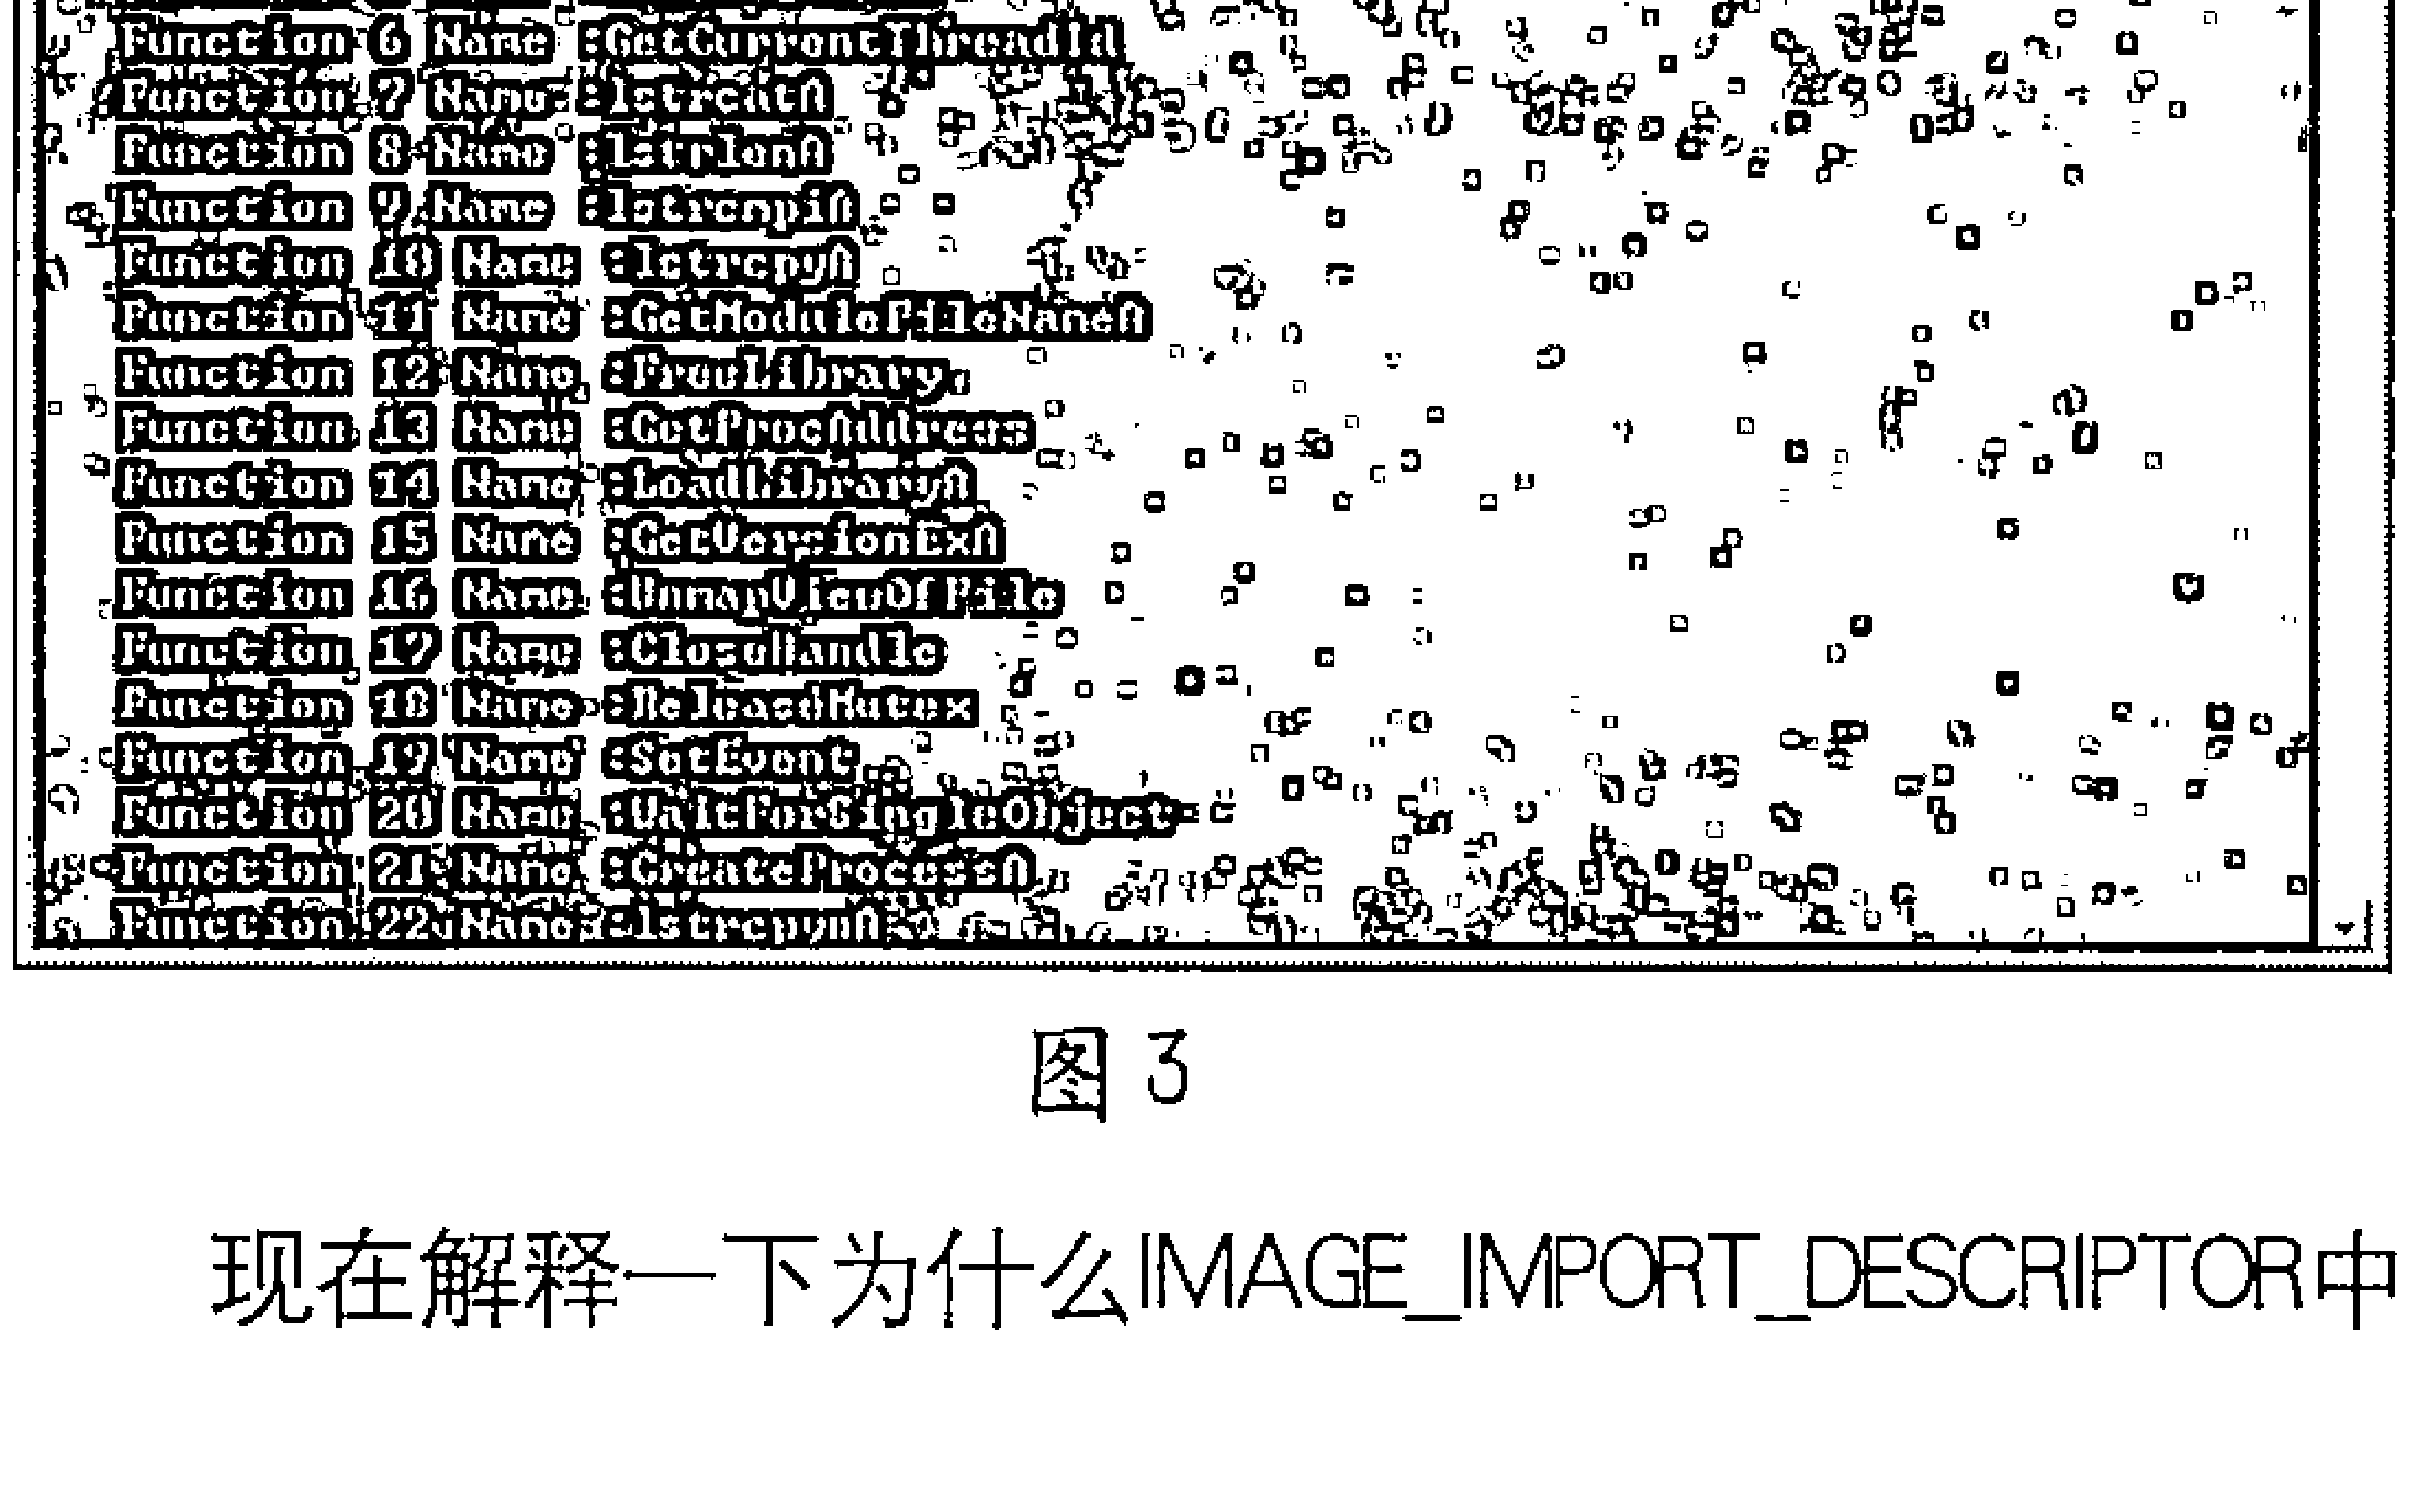 Function 6 Name :GetCurrentThreadId
Function 7 Name :lstrcatA
Function 8 Name :lstrlenA
Function 9 Name :lstrcmpiA
Function 10 Name :lstrcpyA
Function 11 Name :GetModuleFileNameA
Function 12 Name :FreeLibrary
Function 13 Name :GetProcAddress
Function 14 Name :LoadLibraryA
Function 15 Name :GetVersionExA
Function 16 Name :UnmapViewOfFile
Function 17 Name :CloseHandle
Function 18 Name :ReleaseMutex
Function 19 Name :SetEvent
Function 20 Name :WaitForSingleObject
Function 21 Name :CreateProcessA
Function 22 Name :lstrcpynA
图 3
现在解释一下为什么IMAGE_IMPORT_DESCRIPTOR中